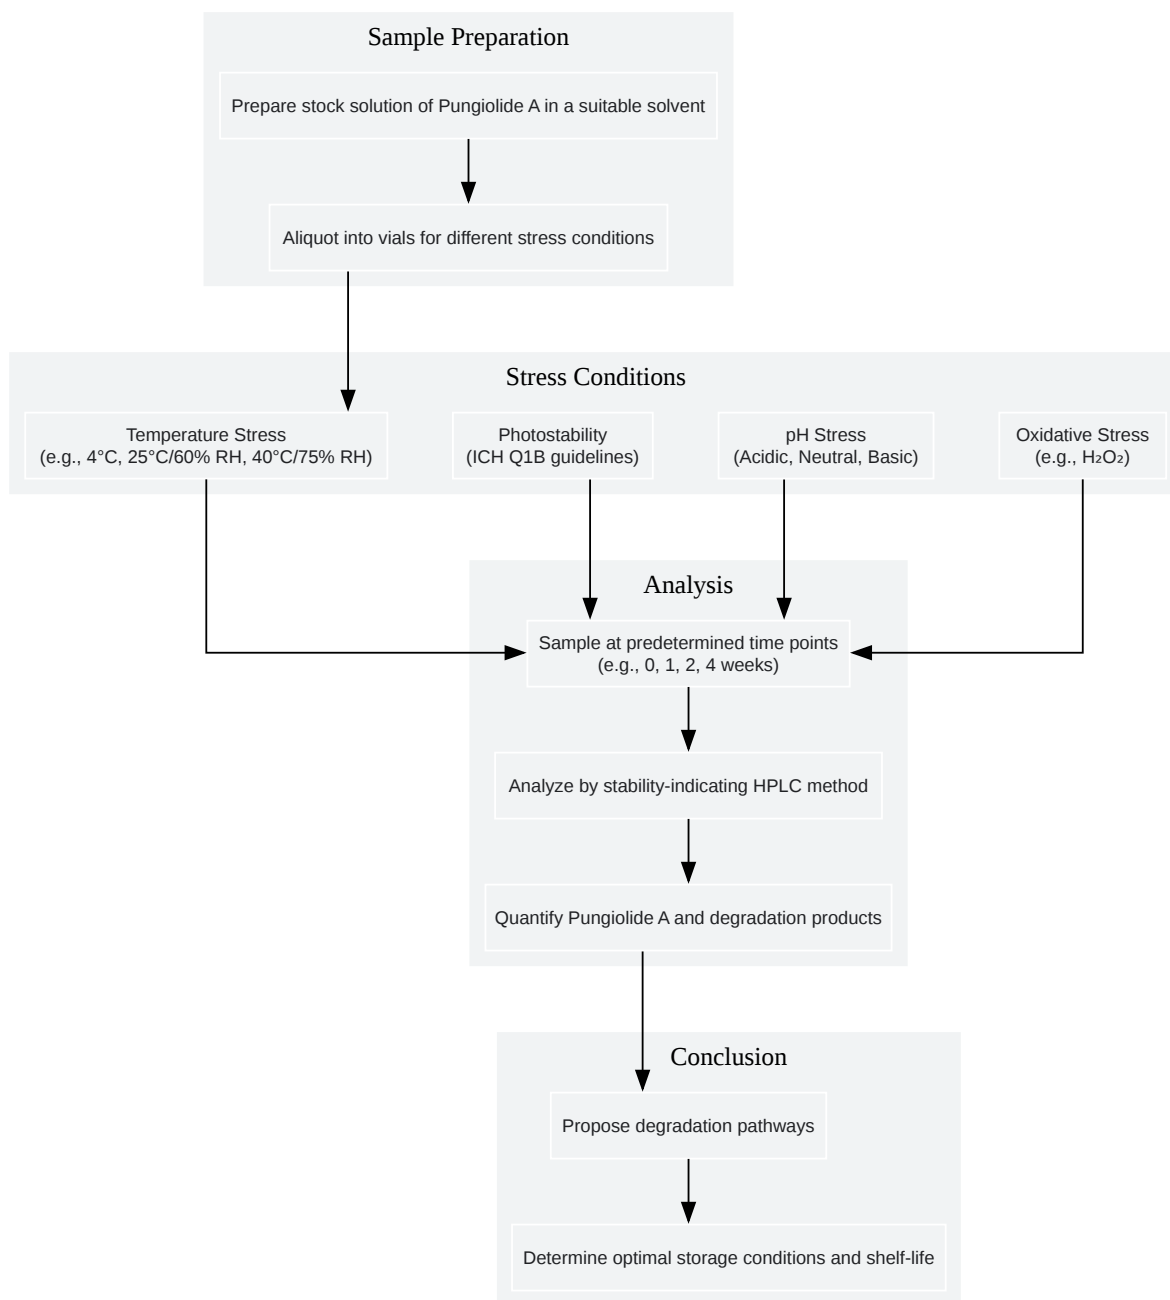 Sample Preparation
Prepare stock solution of Pungiolide A in a suitable solvent
Aliquot into vials for different stress conditions
Stress Conditions
Temperature Stress
(e.g., 4°C, 25°C/60% RH, 40°C/75% RH)
Photostability
(ICH Q1B guidelines)
pH Stress
(Acidic, Neutral, Basic)
Oxidative Stress
(e.g., H₂O₂)
Analysis
Sample at predetermined time points
(e.g., 0, 1, 2, 4 weeks)
Analyze by stability-indicating HPLC method
Quantify Pungiolide A and degradation products
Conclusion
Propose degradation pathways
Determine optimal storage conditions and shelf-life